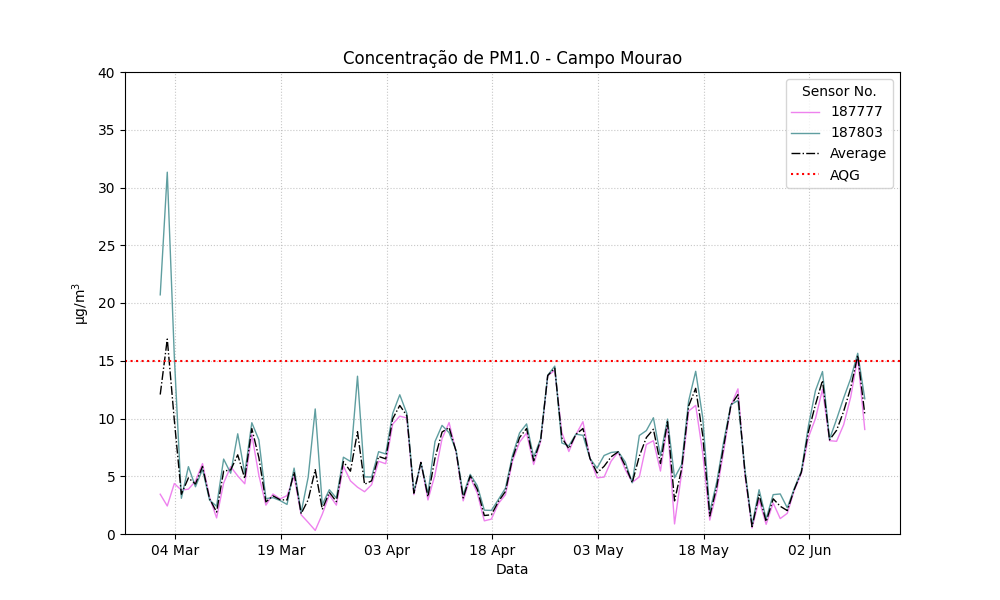 Concentração de PM1.0 - Campo Mourao
40
35
30
25
20
15
10
5
0
µg/m³
Sensor No.
187777
187803
Average
AQG
04 Mar
19 Mar
03 Apr
18 Apr
03 May
18 May
02 Jun
Data